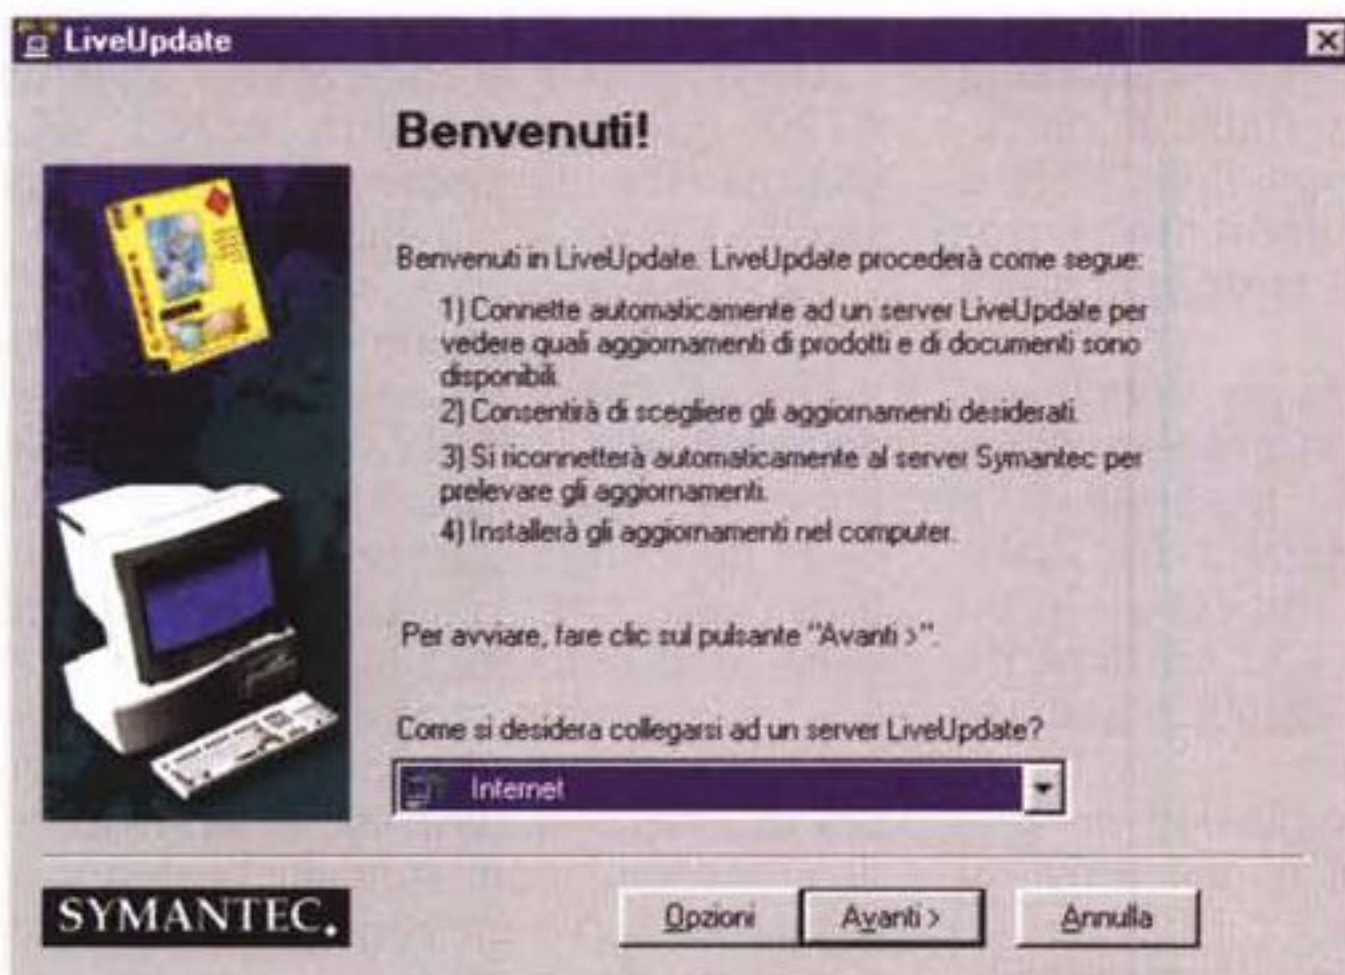 LiveUpdate
Benvenuti!
Benvenuti in LiveUpdate. LiveUpdate procederà come segue:
1) Connette automaticamente ad un server LiveUpdate per
vedere quali aggiornamenti di prodotti e di documenti sono
disponibili.
2) Consentirà di scegliere gli aggiornamenti desiderati.
3) Si riconnetterà automaticamente al server Symantec per
prelevare gli aggiornamenti.
4) Installerà gli aggiornamenti nel computer.
Per avviare, fare clic sul pulsante "Avanti >".
Come si desidera collegarsi ad un server LiveUpdate?
Internet
SYMANTEC.
Opzioni
Avanti >
Annulla